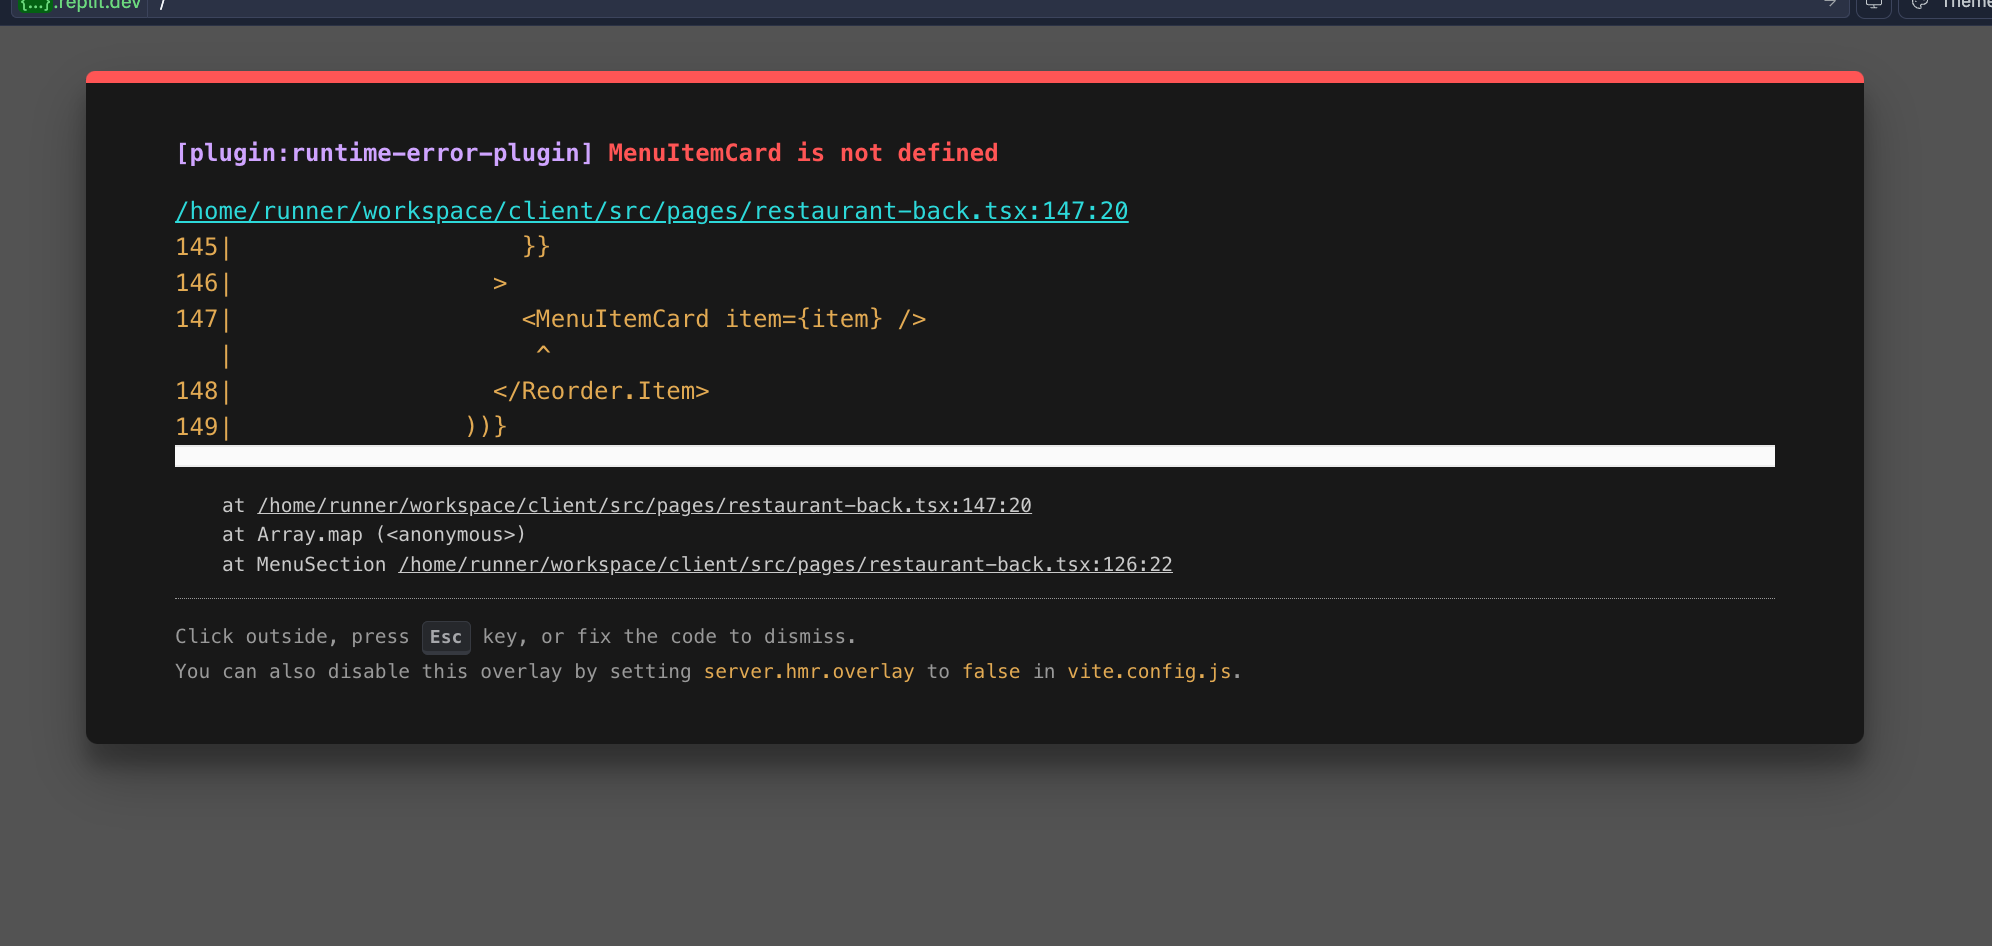 {...}.replit.dev /
Theme
[plugin:runtime-error-plugin] MenuItemCard is not defined
/home/runner/workspace/client/src/pages/restaurant-back.tsx:147:20
145|                    }}
146|                  >
147|                    <MenuItemCard item={item} />
   |                     ^
148|                  </Reorder.Item>
149|                ))}
at /home/runner/workspace/client/src/pages/restaurant-back.tsx:147:20
at Array.map (<anonymous>)
at MenuSection /home/runner/workspace/client/src/pages/restaurant-back.tsx:126:22
Click outside, press Esc key, or fix the code to dismiss.
You can also disable this overlay by setting server.hmr.overlay to false in vite.config.js.